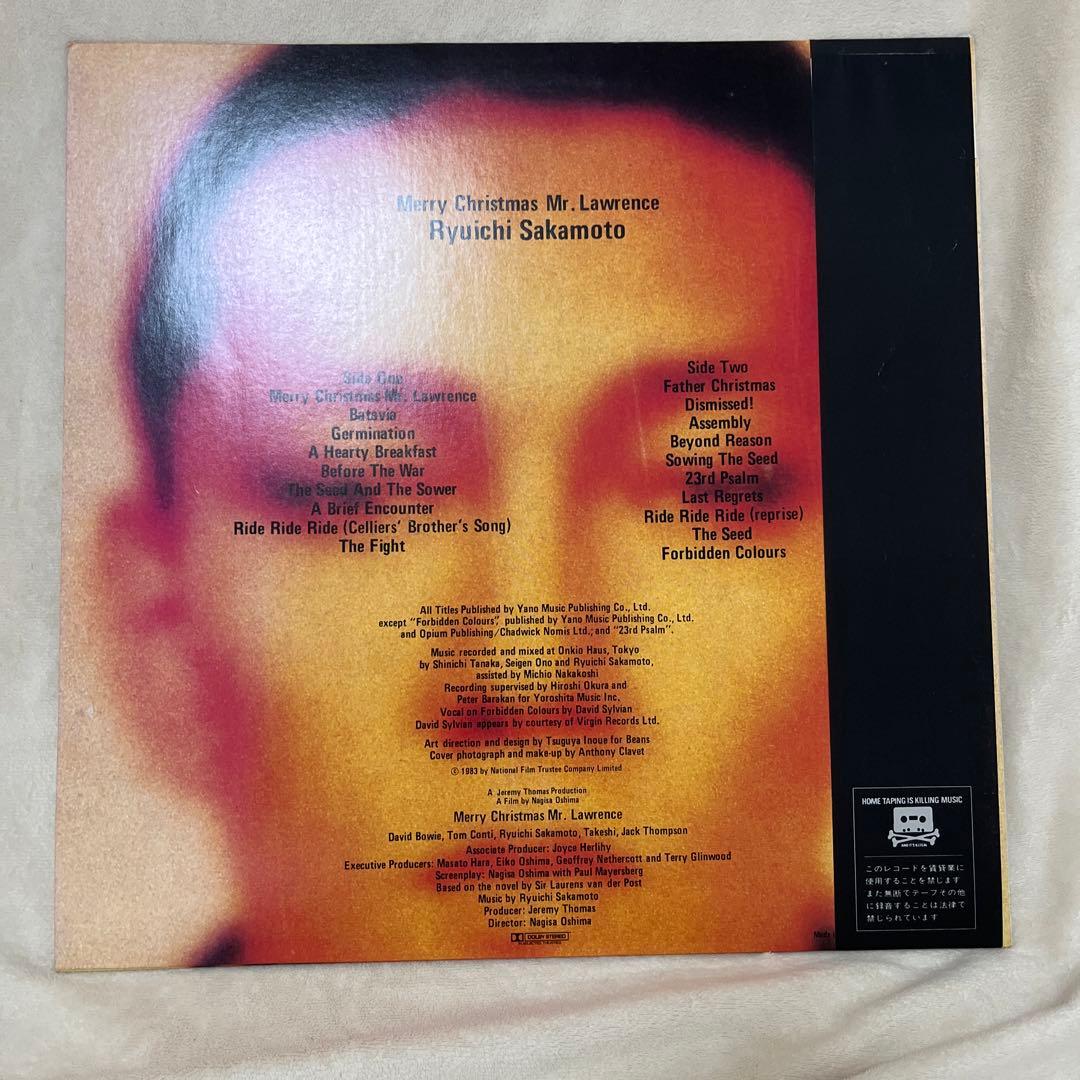 Merry Christmas Mr. Lawrence
Ryuichi Sakamoto
Side One
Merry Christmas Mr. Lawrence
Batavia
Germination
A Hearty Breakfast
Before The War
The Seed And The Sower
A Brief Encounter
Ride Ride Ride (Celliers' Brother's Song)
The Fight
Side Two
Father Christmas
Dismissed!
Assembly
Beyond Reason
Sowing The Seed
23rd Psalm
Last Regrets
Ride Ride Ride (reprise)
The Seed
Forbidden Colours
All Titles Published by Yano Music Publishing Co., Ltd.
except "Forbidden Colours", published by Yano Music Publishing Co., Ltd.
and Opium Publishing/Chadwick Nomis Ltd.; and "23rd Psalm".
Music recorded and mixed at Onkio Haus, Tokyo
by Shinichi Tanaka, Seigen Ono and Ryuichi Sakamoto,
assisted by Michio Nakakoshi
Recording supervised by Hiroshi Okura and
Peter Barakan for Yoroshita Music Inc.
Vocal on Forbidden Colours by David Sylvian
David Sylvian appears by courtesy of Virgin Records Ltd.
Art direction and design by Tsuguya Inoue for Beans
Cover photograph and make-up by Anthony Clavet
© 1983 by National Film Trustee Company Limited
A Jeremy Thomas Production
A Film by Nagisa Oshima
Merry Christmas Mr. Lawrence
David Bowie, Tom Conti, Ryuichi Sakamoto, Takeshi, Jack Thompson
Associate Producer: Joyce Herlihy
Executive Producers: Masato Hara, Eiko Oshima, Geoffrey Nethercott and Terry Glinwood
Screenplay: Nagisa Oshima with Paul Mayersberg
Based on the novel by Sir Laurens van der Post
Music by Ryuichi Sakamoto
Producer: Jeremy Thomas
Director: Nagisa Oshima
DOLBY STEREO
IN SELECTED THEATRES
HOME TAPING IS KILLING MUSIC
AND IT'S ILLEGAL
このレコードを賃貸業に
使用することを禁じます
また無断でテープその他
に録音することは法律で
禁じられています